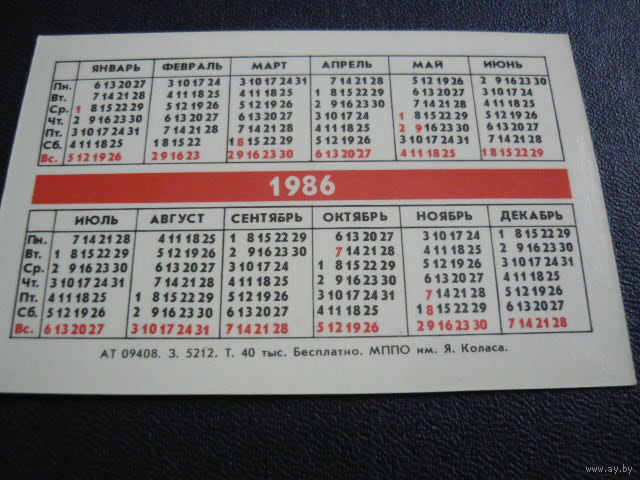 ЯНВАРЬ ФЕВРАЛЬ МАРТ АПРЕЛЬ МАЙ ИЮНЬ
Пн. 6 13 20 27 3 10 17 24 3 10 17 24 31 7 14 21 28 5 12 19 26 2 9 16 23 30
Вт. 7 14 21 28 4 11 18 25 4 11 18 25 1 8 15 22 29 6 13 20 27 3 10 17 24
Ср. 1 8 15 22 29 5 12 19 26 5 12 19 26 2 9 16 23 30 1 8 15 22 29 4 11 18 25
Чт. 2 9 16 23 30 6 13 20 27 6 13 20 27 3 10 17 24 2 9 16 23 30 5 12 19 26
Пт. 3 10 17 24 31 7 14 21 28 7 14 21 28 4 11 18 25 3 10 17 24 31 6 13 20 27
Сб. 4 11 18 25 1 8 15 22 1 8 15 22 29 5 12 19 26 4 11 18 25 7 14 21 28
Вс. 5 12 19 26 2 9 16 23 2 9 16 23 30 6 13 20 27 1 8 15 22 29
1986
ИЮЛЬ АВГУСТ СЕНТЯБРЬ ОКТЯБРЬ НОЯБРЬ ДЕКАБРЬ
Пн. 7 14 21 28 4 11 18 25 1 8 15 22 29 6 13 20 27 3 10 17 24 1 8 15 22 29
Вт. 1 8 15 22 29 5 12 19 26 2 9 16 23 30 7 14 21 28 4 11 18 25 2 9 16 23 30
Ср. 2 9 16 23 30 6 13 20 27 3 10 17 24 1 8 15 22 29 5 12 19 26 3 10 17 24 31
Чт. 3 10 17 24 31 7 14 21 28 4 11 18 25 2 9 16 23 30 6 13 20 27 4 11 18 25
Пт. 4 11 18 25 1 8 15 22 29 5 12 19 26 3 10 17 24 31 7 14 21 28 5 12 19 26
Сб. 5 12 19 26 2 9 16 23 30 6 13 20 27 4 11 18 25 1 8 15 22 29 6 13 20 27
Вс. 6 13 20 27 3 10 17 24 31 7 14 21 28 5 12 19 26 2 9 16 23 30 7 14 21 28
АТ 09408. З. 5212. Т. 40 тыс. Бесплатно. МППО им. Я. Коласа.
www.ay.by